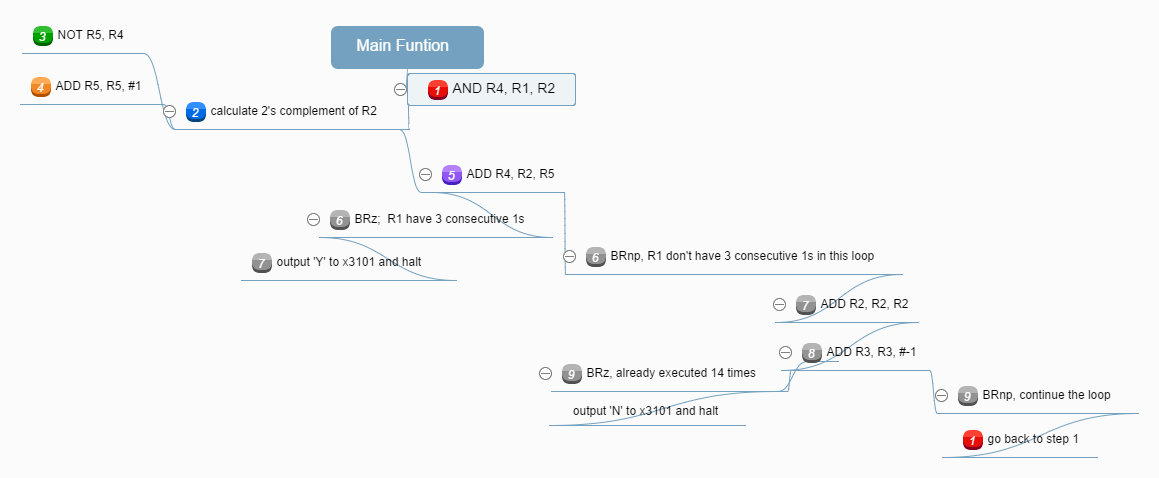 Main Funtion
1 AND R4, R1, R2
2 calculate 2's complement of R2
3 NOT R5, R4
4 ADD R5, R5, #1
5 ADD R4, R2, R5
6 BRz;  R1 have 3 consecutive 1s
7 output 'Y' to x3101 and halt
6 BRnp, R1 don't have 3 consecutive 1s in this loop
7 ADD R2, R2, R2
8 ADD R3, R3, #-1
9 BRz, already executed 14 times
output 'N' to x3101 and halt
9 BRnp, continue the loop
1 go back to step 1